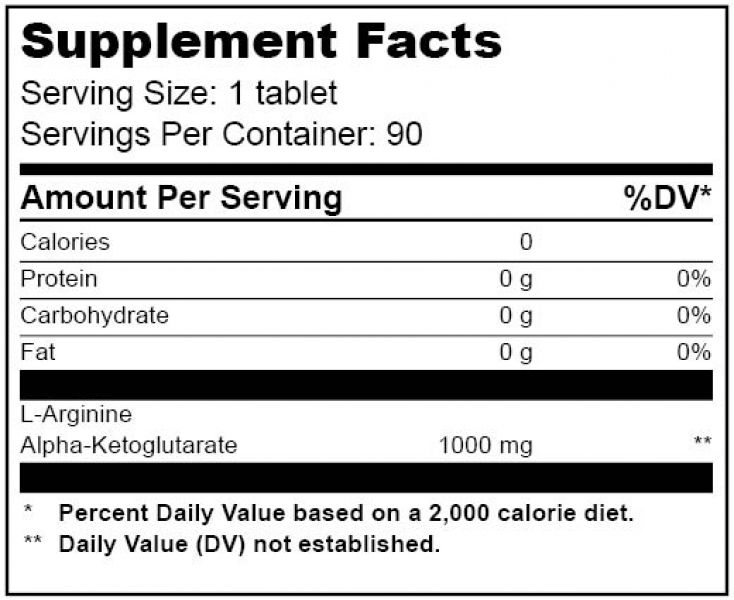 Supplement Facts
Serving Size: 1 tablet
Servings Per Container: 90
Amount Per Serving %DV*
Calories 0
Protein 0 g 0%
Carbohydrate 0 g 0%
Fat 0 g 0%
L-Arginine
Alpha-Ketoglutarate 1000 mg **
* Percent Daily Value based on a 2,000 calorie diet.
** Daily Value (DV) not established.